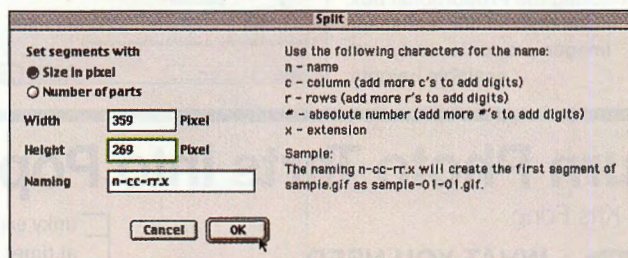 Split
Set segments with
Size in pixel
Number of parts
Width 359 Pixel
Height 269 Pixel
Naming n-cc-rr.x
Cancel OK
Use the following characters for the name:
n - name
c - column (add more c's to add digits)
r - rows (add more r's to add digits)
# - absolute number (add more #'s to add digits)
x - extension
Sample:
The naming n-cc-rr.x will create the first segment of
sample.gif as sample-01-01.gif.